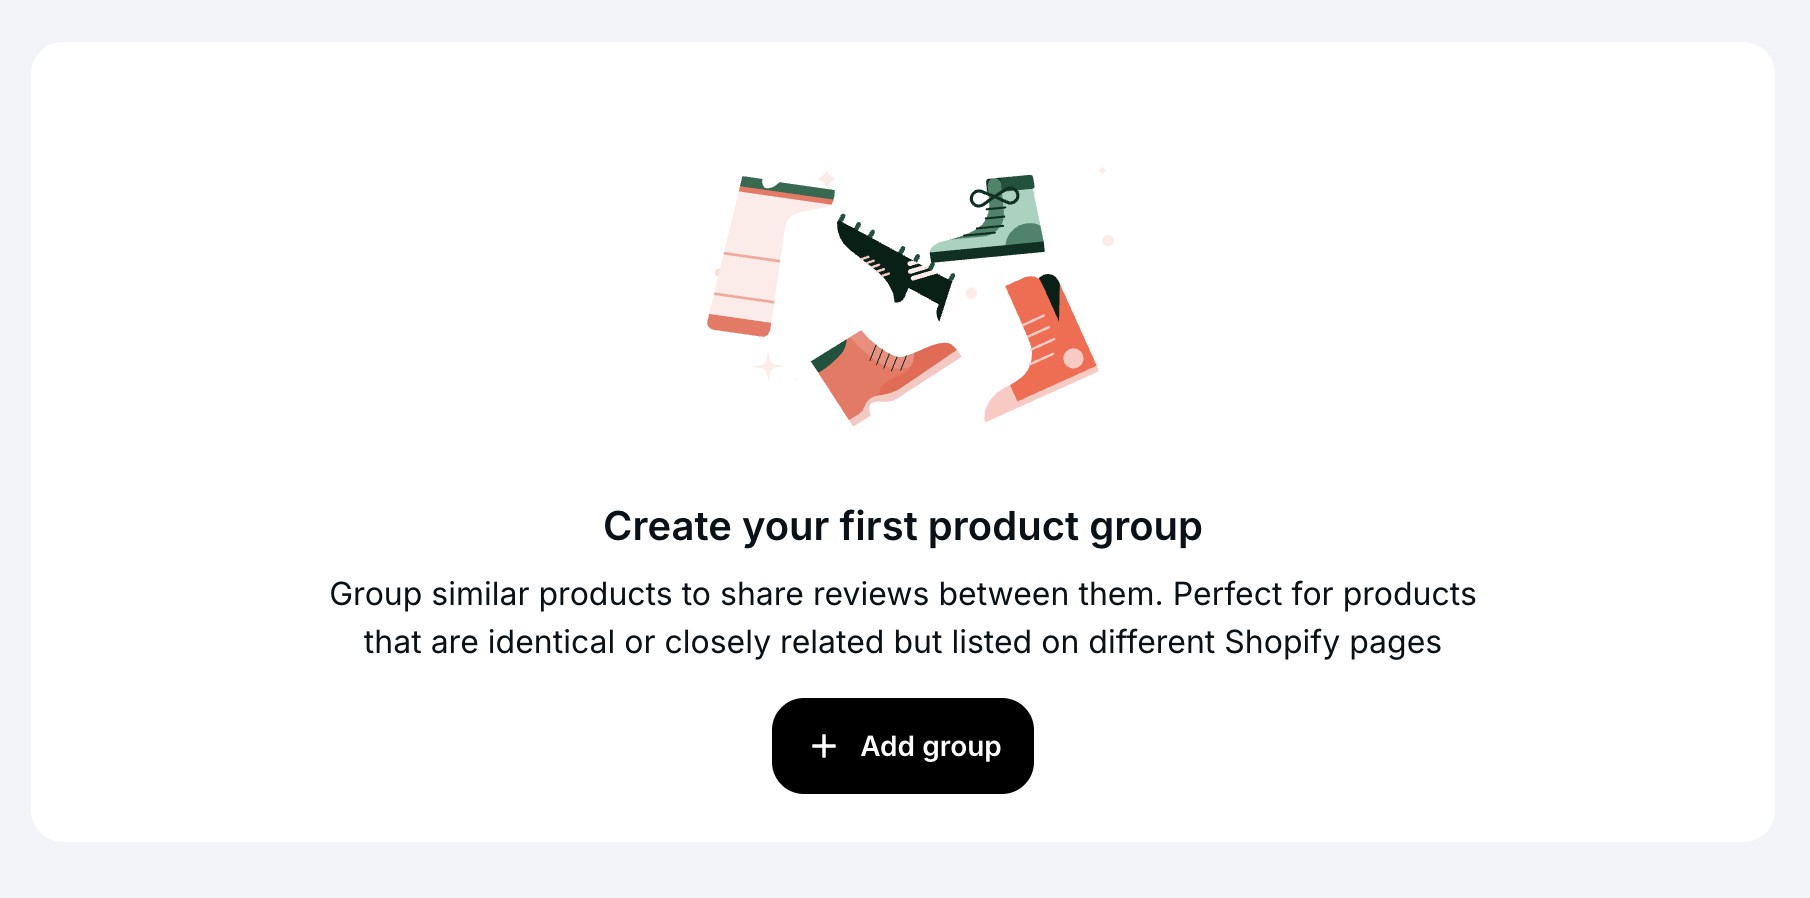 Create your first product group
Group similar products to share reviews between them. Perfect for products
that are identical or closely related but listed on different Shopify pages
Add group